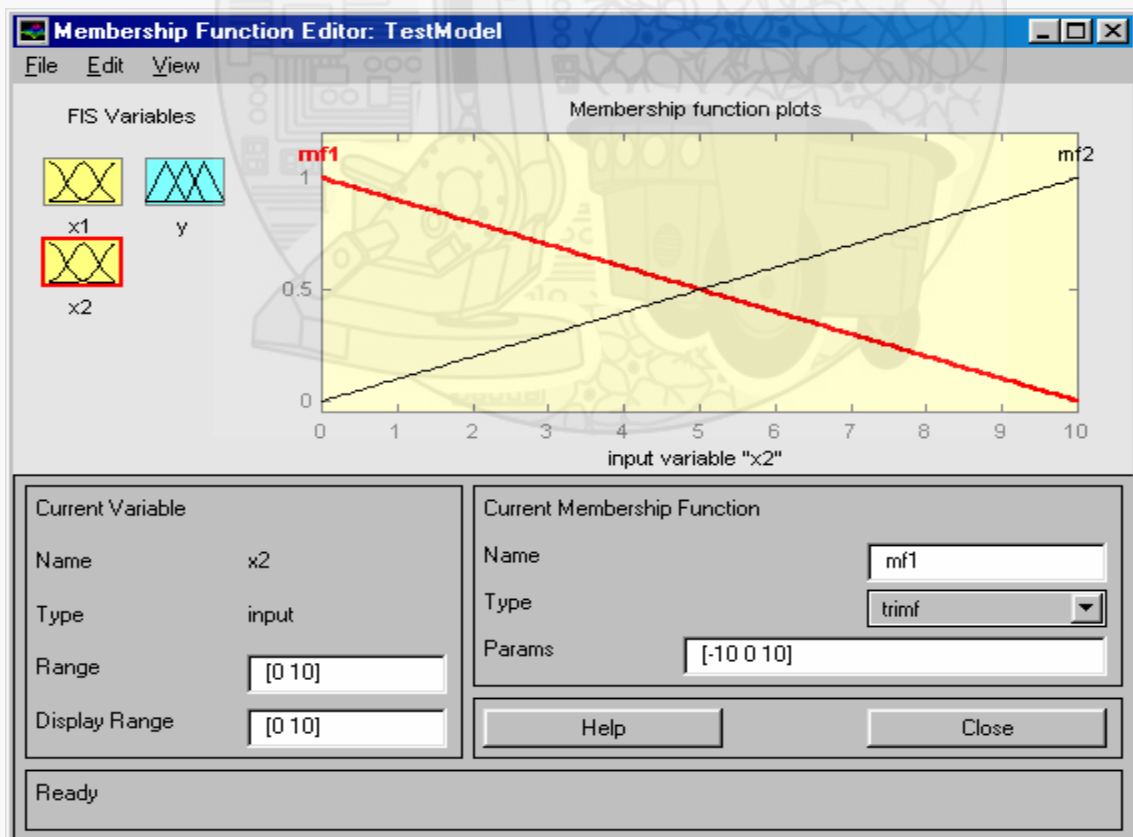 Membership Function Editor: TestModel
File Edit View
FIS Variables
x1
y
x2
Membership function plots
mf1
mf2
1
0.5
0
0 1 2 3 4 5 6 7 8 9 10
input variable "x2"
Current Variable
Name x2
Type input
Range [0 10]
Display Range [0 10]
Current Membership Function
Name mf1
Type trimf
Params [-10 0 10]
Help Close
Ready